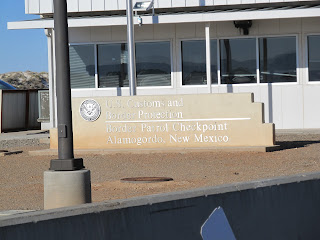 U.S. Customs and
Border Protection
Border Patrol Checkpoint
Alamogordo, New Mexico